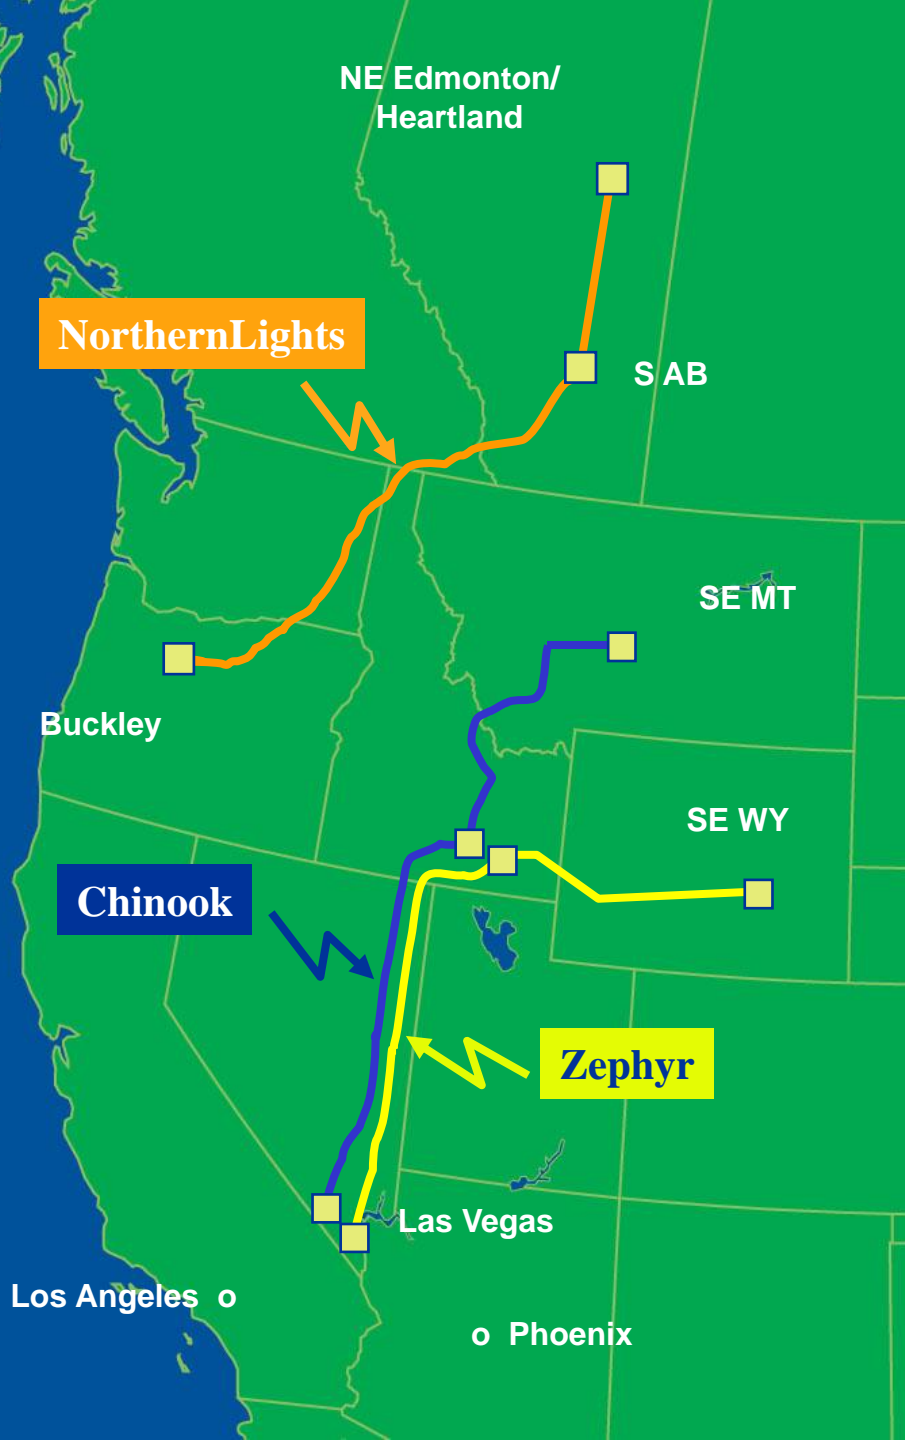 NE Edmonton/
Heartland
NorthernLights
S AB
SE MT
Buckley
SE WY
Chinook
Zephyr
Las Vegas
Los Angeles o
o Phoenix